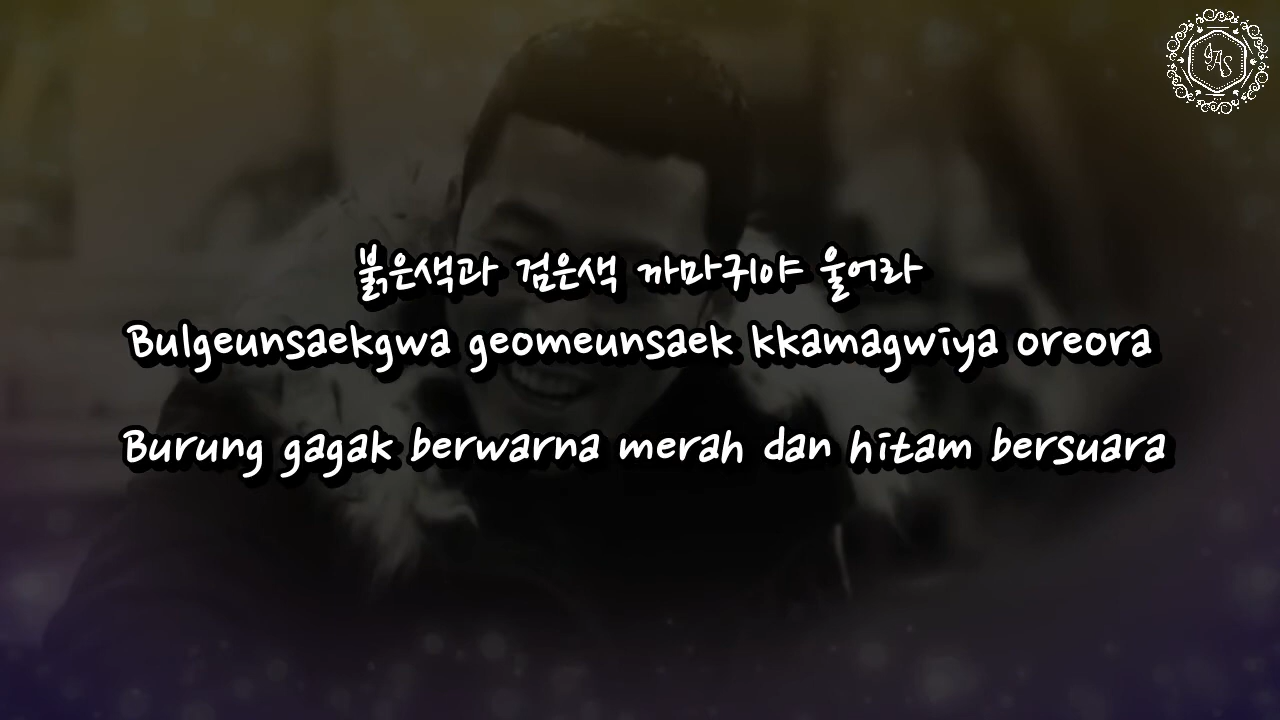 JAS
붉은색과 검은색 까마귀야 울어라
Bulgeunsaekgwa geomeunsaek kkamagwiya oreora
Burung gagak berwarna merah dan hitam bersuara